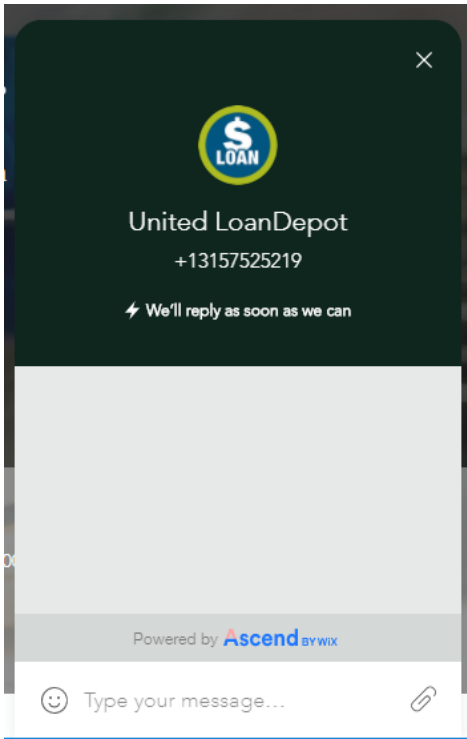 $
LOAN
United LoanDepot
+13157525219
We'll reply as soon as we can
Powered by Ascend BY WiX
Type your message...